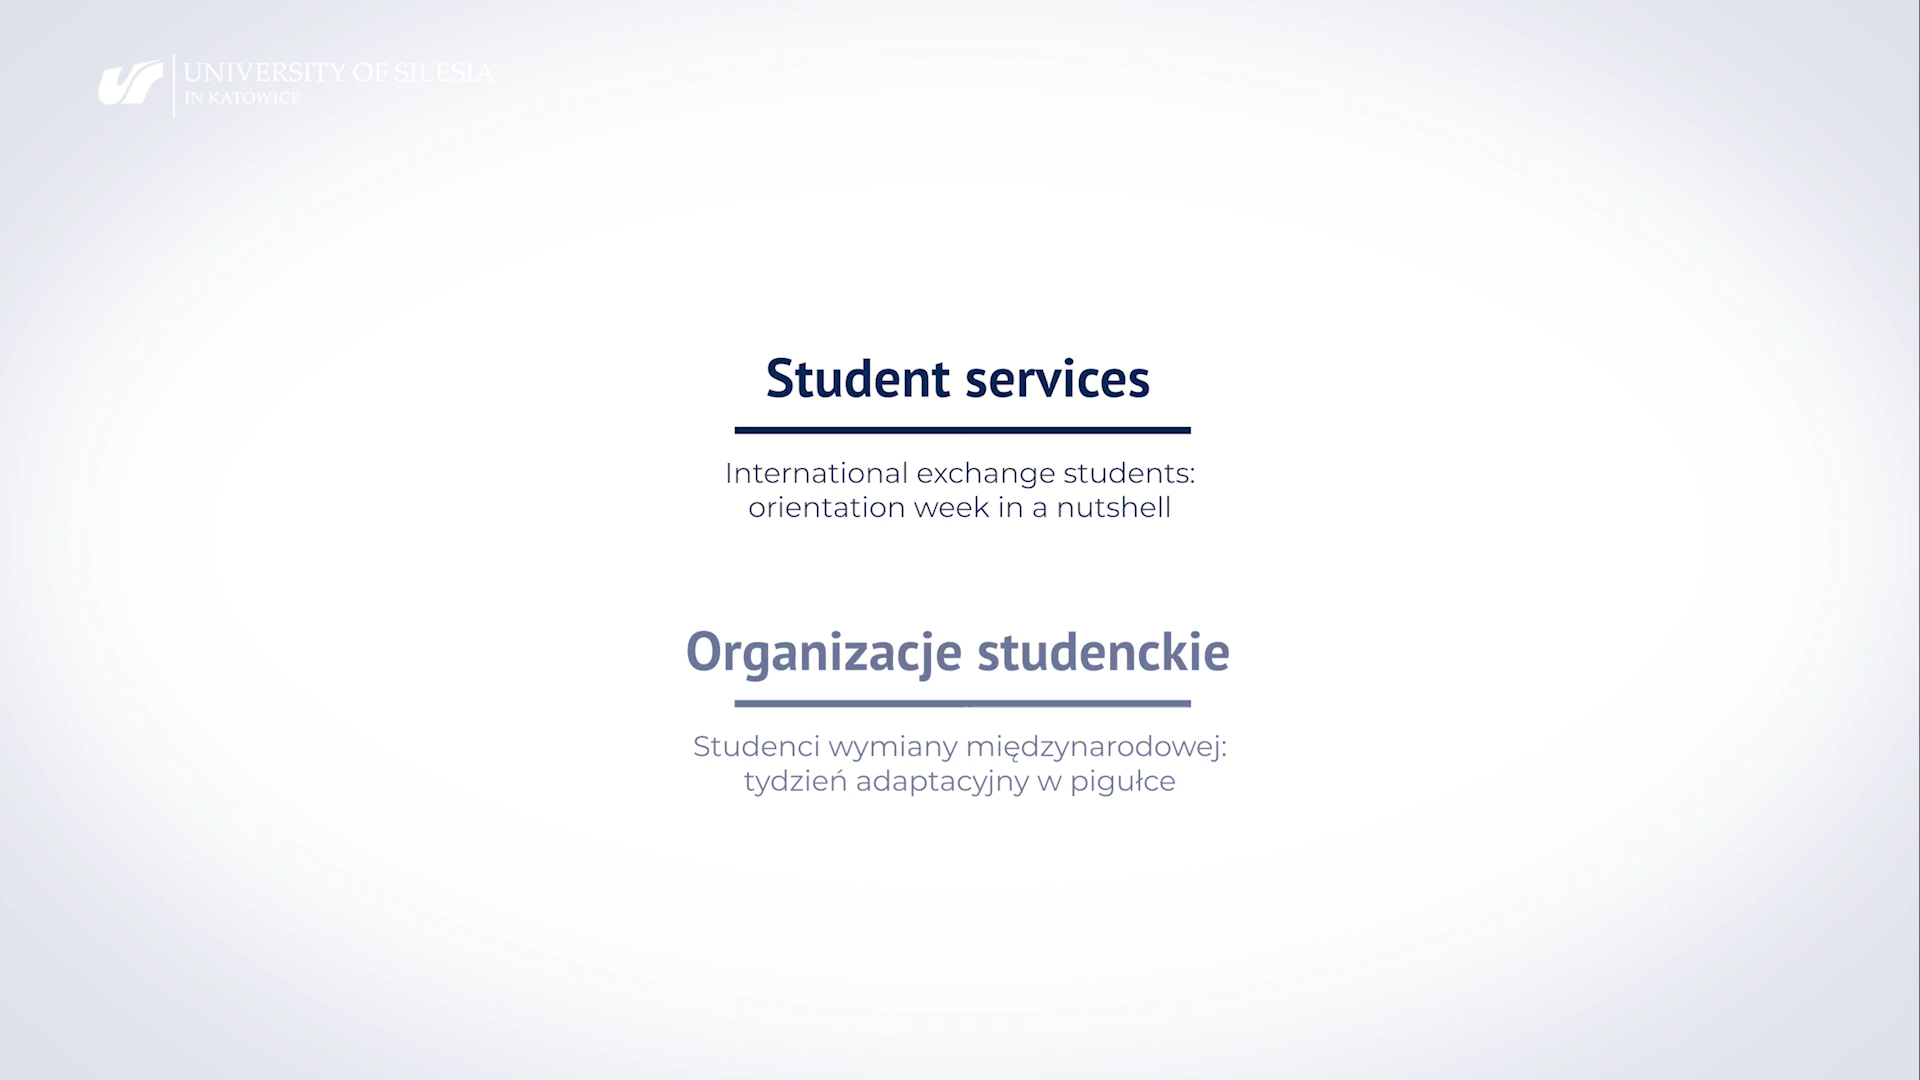 UNIVERSITY OF SILESIA
IN KATOWICE
Student services
International exchange students:
orientation week in a nutshell
Organizacje studenckie
Studenci wymiany międzynarodowej:
tydzień adaptacyjny w pigułce